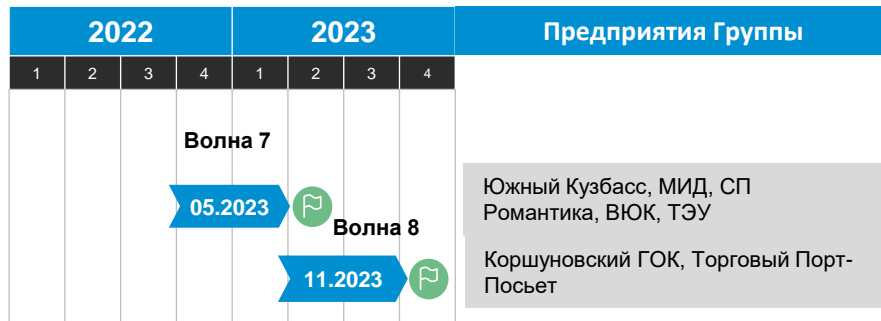 2022 2023 Предприятия Группы
1 2 3 4 1 2 3 4
Волна 7
05.2023
Южный Кузбасс, МИД, СП
Романтика, ВЮК, ТЭУ
Волна 8
11.2023
Коршуновский ГОК, Торговый Порт-
Посьет